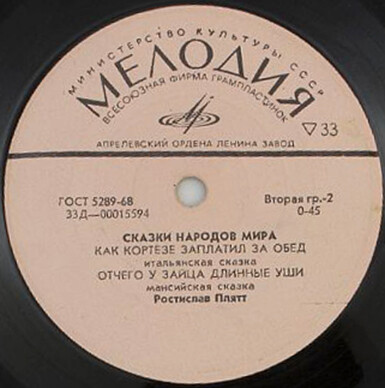 МИНИСТЕРСТВО КУЛЬТУРЫ СССР
МЕЛОДИЯ
ВСЕСОЮЗНАЯ ФИРМА ГРАМПЛАСТИНОК
▽ 33
АПРЕЛЕВСКИЙ ОРДЕНА ЛЕНИНА ЗАВОД
ГОСТ 5289-68 Вторая гр.-2
33Д—00015594 0-45
СКАЗКИ НАРОДОВ МИРА
КАК КОРТЕЗЕ ЗАПЛАТИЛ ЗА ОБЕД
итальянская сказка
ОТЧЕГО У ЗАЙЦА ДЛИННЫЕ УШИ
мансийская сказка
Ростислав Плятт